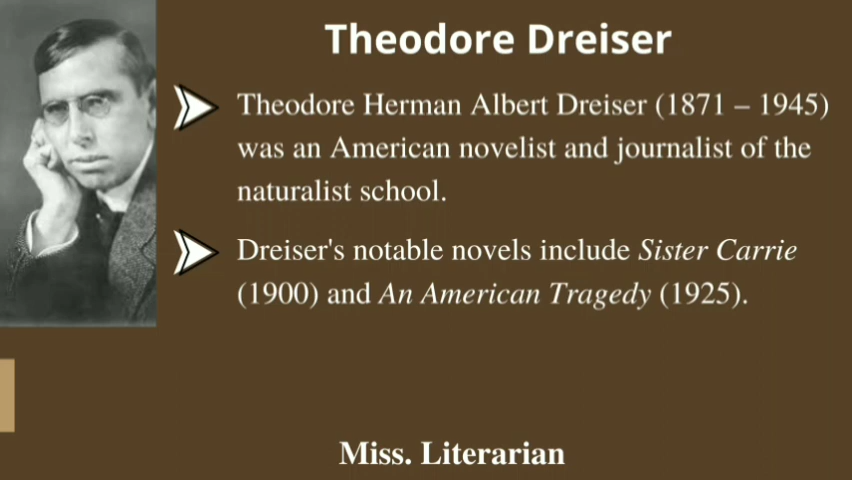 Theodore Dreiser
Theodore Herman Albert Dreiser (1871 – 1945)
was an American novelist and journalist of the
naturalist school.
Dreiser's notable novels include Sister Carrie
(1900) and An American Tragedy (1925).
Miss. Literarian